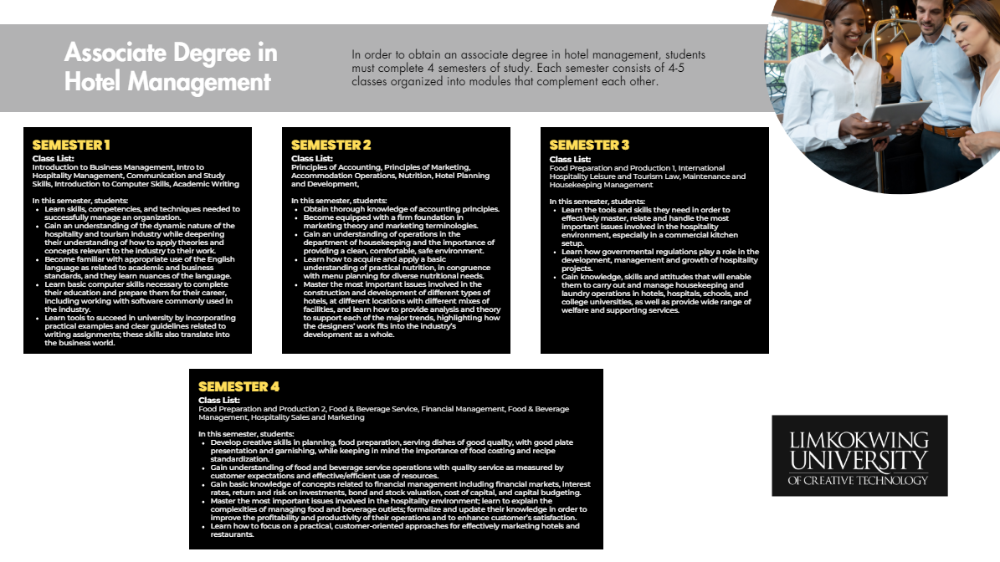 Associate Degree in
Hotel Management
In order to obtain an associate degree in hotel management, students
must complete 4 semesters of study. Each semester consists of 4-5
classes organized into modules that complement each other.
SEMESTER 1
Class List:
Introduction to Business Management, Intro to
Hospitality Management, Communication and Study
Skills, Introduction to Computer Skills, Academic Writing
In this semester, students:
• Learn skills, competencies, and techniques needed to
successfully manage an organization.
• Gain an understanding of the dynamic nature of the
hospitality and tourism industry while deepening
their understanding of how to apply theories and
concepts relevant to the industry to their work.
• Become familiar with appropriate use of the English
language as related to academic and business
standards, and they learn nuances of the language.
• Learn basic computer skills necessary to complete
their education and prepare them for their career,
including working with software commonly used in
the industry.
• Learn tools to succeed in university by incorporating
practical examples and clear guidelines related to
writing assignments; these skills also translate into
the business world.
SEMESTER 2
Class List:
Principles of Accounting, Principles of Marketing,
Accommodation Operations, Nutrition, Hotel Planning
and Development,
In this semester, students:
• Obtain thorough knowledge of accounting principles.
• Become equipped with a firm foundation in
marketing theory and marketing terminologies.
• Gain an understanding of operations in the
department of housekeeping and the importance of
providing a clean, comfortable, safe environment.
• Learn how to acquire and apply a basic
understanding of practical nutrition, in congruence
with menu planning for diverse nutritional needs.
• Master the most important issues involved in the
construction and development of different types of
hotels, at different locations with different mixes of
facilities, and learn how to provide analysis and theory
to support each of the major trends, highlighting how
the designers' work fits into the industry's
development as a whole.
SEMESTER 3
Class List:
Food Preparation and Production 1, International
Hospitality Leisure and Tourism Law, Maintenance and
Housekeeping Management
In this semester, students:
• Learn the tools and skills they need in order to
effectively master, relate and handle the most
important issues involved in the hospitality
environment, especially in a commercial kitchen
setup.
• Learn how governmental regulations play a role in the
development, management and growth of hospitality
projects.
• Gain knowledge, skills and attitudes that will enable
them to carry out and manage housekeeping and
laundry operations in hotels, hospitals, schools, and
college universities, as well as provide wide range of
welfare and supporting services.
SEMESTER 4
Class List:
Food Preparation and Production 2, Food & Beverage Service, Financial Management, Food & Beverage
Management, Hospitality Sales and Marketing
In this semester, students:
• Develop creative skills in planning, food preparation, serving dishes of good quality, with good plate
presentation and garnishing, while keeping in mind the importance of food costing and recipe
standardization.
• Gain understanding of food and beverage service operations with quality service as measured by
customer expectations and effective/efficient use of resources.
• Gain basic knowledge of concepts related to financial management including financial markets, interest
rates, return and risk on investments, bond and stock valuation, cost of capital, and capital budgeting.
• Master the most important issues involved in the hospitality environment; learn to explain the
complexities of managing food and beverage outlets; formalize and update their knowledge in order to
improve the profitability and productivity of their operations and to enhance customer's satisfaction.
• Learn how to focus on a practical, customer-oriented approaches for effectively marketing hotels and
restaurants.
LIMKOKWING
UNIVERSITY
OF CREATIVE TECHNOLOGY